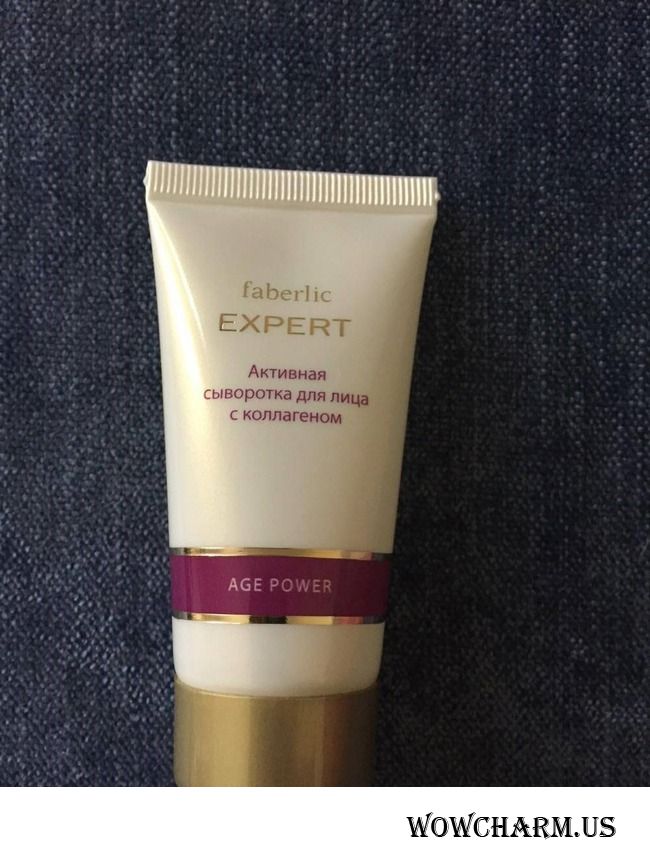 faberlic
EXPERT
Активная
сыворотка для лица
с коллагеном
AGE POWER
WOWCHARM.US